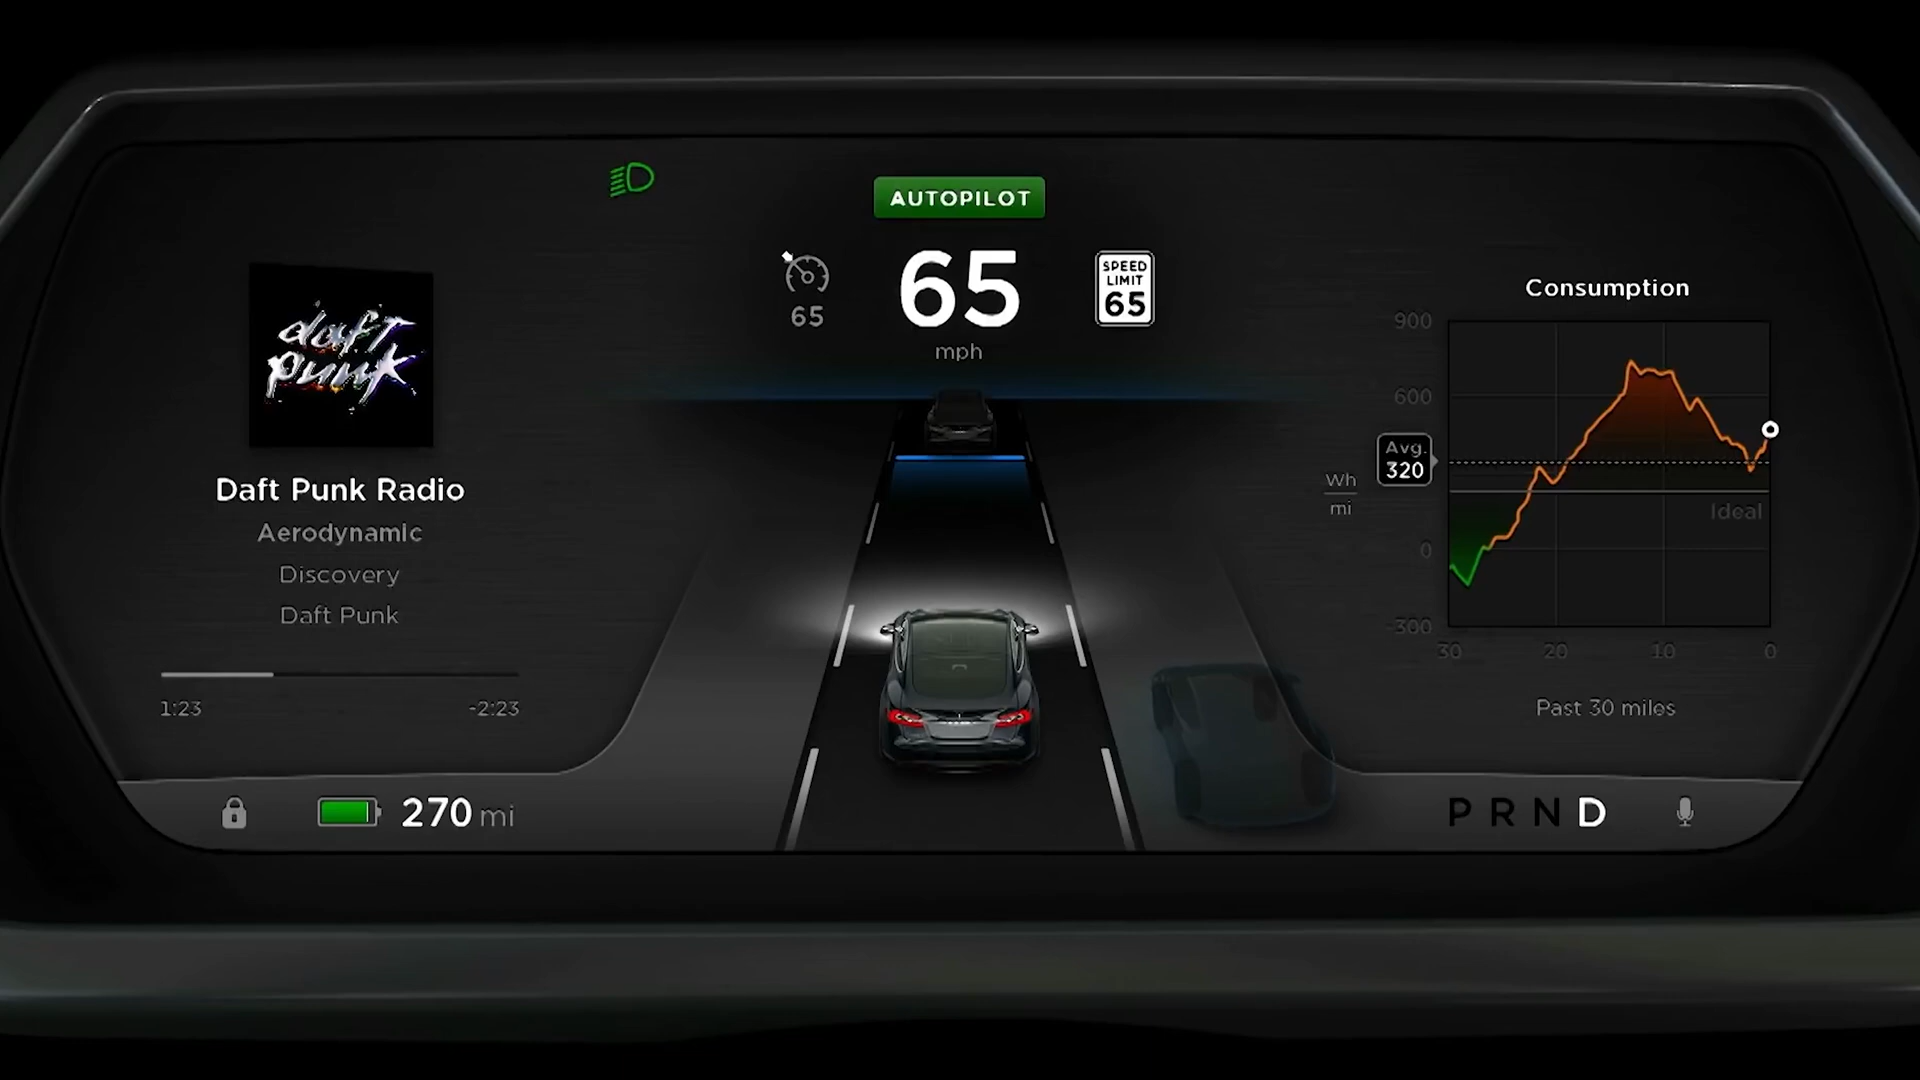 AUTOPILOT
65
65
mph
SPEED
LIMIT
65
daft
punk
Daft Punk Radio
Aerodynamic
Discovery
Daft Punk
1:23
-2:23
Consumption
900
600
0
-300
Avg.
320
Wh
mi
Ideal
30
20
10
0
Past 30 miles
270 mi
P R N D